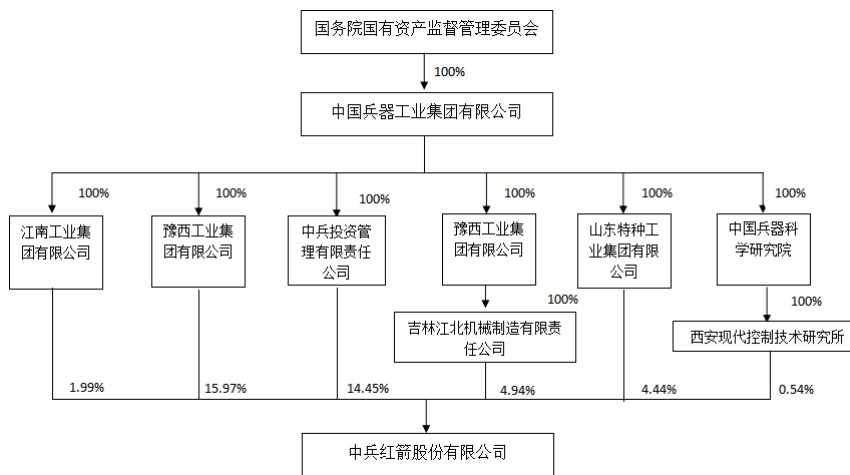 国务院国有资产监督管理委员会
100%
中国兵器工业集团有限公司
100%
100%
100%
100%
100%
100%
江南工业集
团有限公司
豫西工业集
团有限公司
中兵投资管
理有限责任
公司
豫西工业集
团有限公司
山东特种工
业集团有限
公司
中国兵器科
学研究院
100%
100%
吉林江北机械制造有限责
任公司
西安现代控制技术研究所
1.99%
15.97%
14.45%
4.94%
4.44%
0.54%
中兵红箭股份有限公司